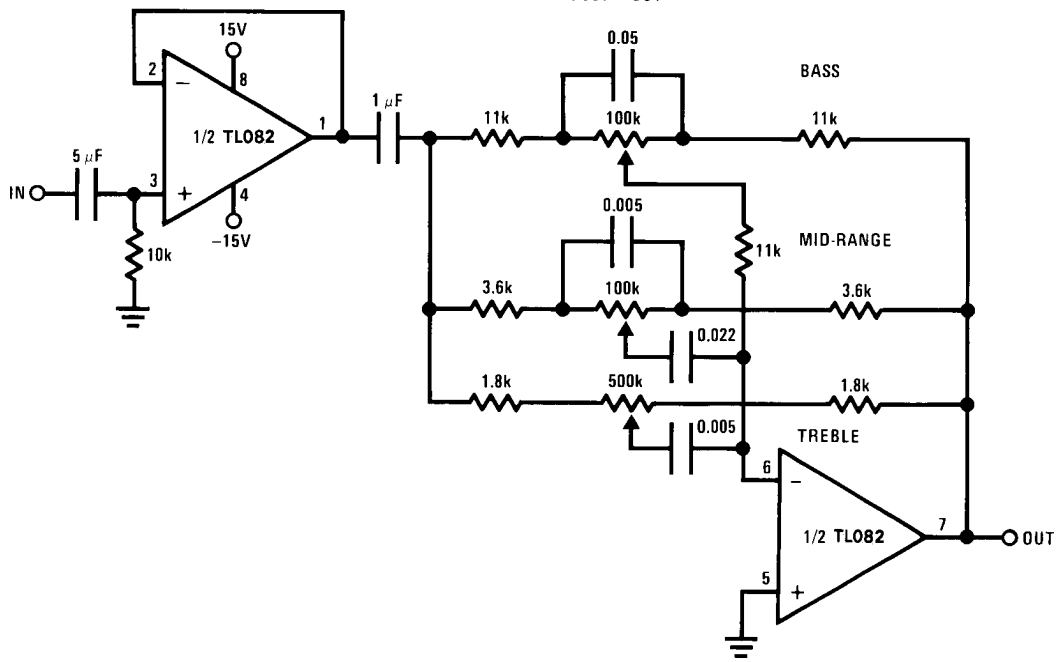 0.05
15V
BASS
2
8
−
1 μF
11k
100k
11k
1/2 TL082
1
5 μF
0.005
IN
3
+
4
−15V
11k
MID-RANGE
10k
3.6k
100k
3.6k
0.022
1.8k
500k
1.8k
0.005
TREBLE
6
−
1/2 TL082
7
OUT
5
+